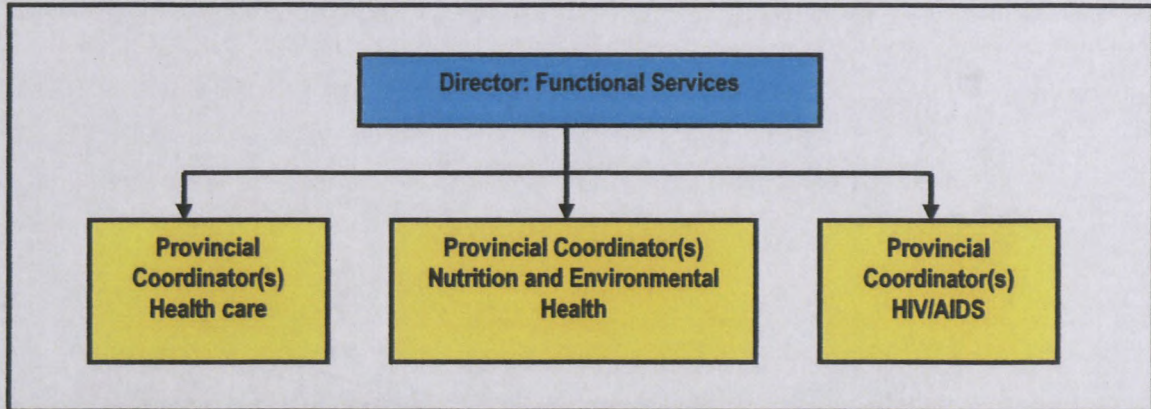 Director: Functional Services
Provincial
Coordinator(s)
Health care
Provincial Coordinator(s)
Nutrition and Environmental
Health
Provincial
Coordinator(s)
HIV/AIDS